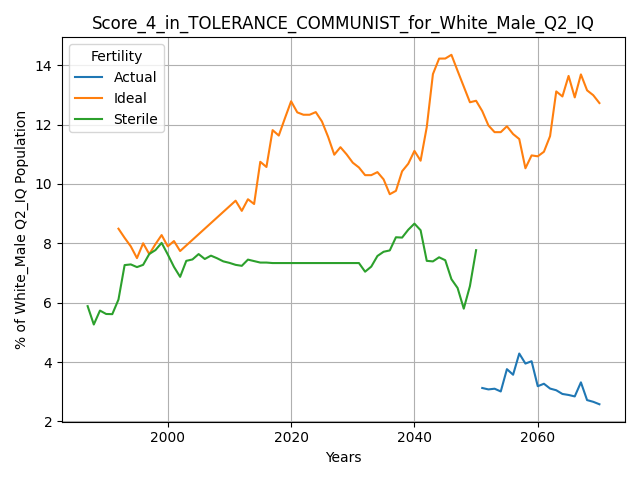 Score_4_in_TOLERANCE_COMMUNIST_for_White_Male_Q2_IQ
Fertility
Actual
Ideal
Sterile
% of White_Male Q2_IQ Population
14
12
10
8
6
4
2
2000
2020
2040
2060
Years